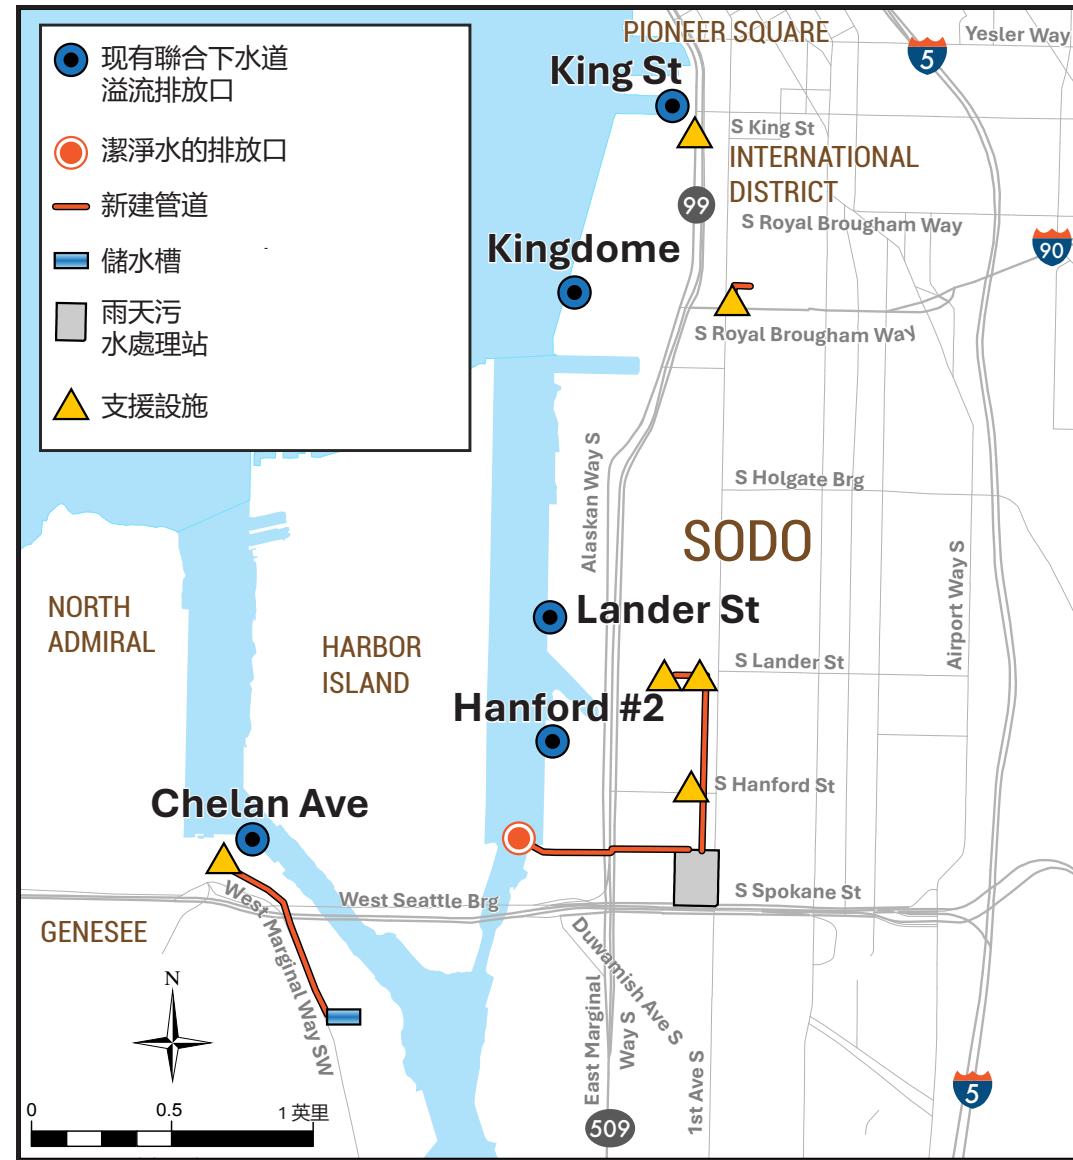 现有聯合下水道
溢流排放口
潔淨水的排放口
新建管道
儲水槽
雨天污
水處理站
支援設施
PIONEER SQUARE
Yesler Way
5
King St
S King St
INTERNATIONAL
DISTRICT
99
S Royal Brougham Way
90
Kingdome
S Royal Brougham Way
Alaskan Way S
S Holgate Brg
SODO
Airport Way S
NORTH
ADMIRAL
HARBOR
ISLAND
Lander St
S Lander St
Hanford #2
S Hanford St
Chelan Ave
West Seattle Brg
S Spokane St
GENESEE
West Marginal Way SW
Duwamish Ave S
East Marginal
Way S
1st Ave S
N
5
509
0
0.5
1 英里